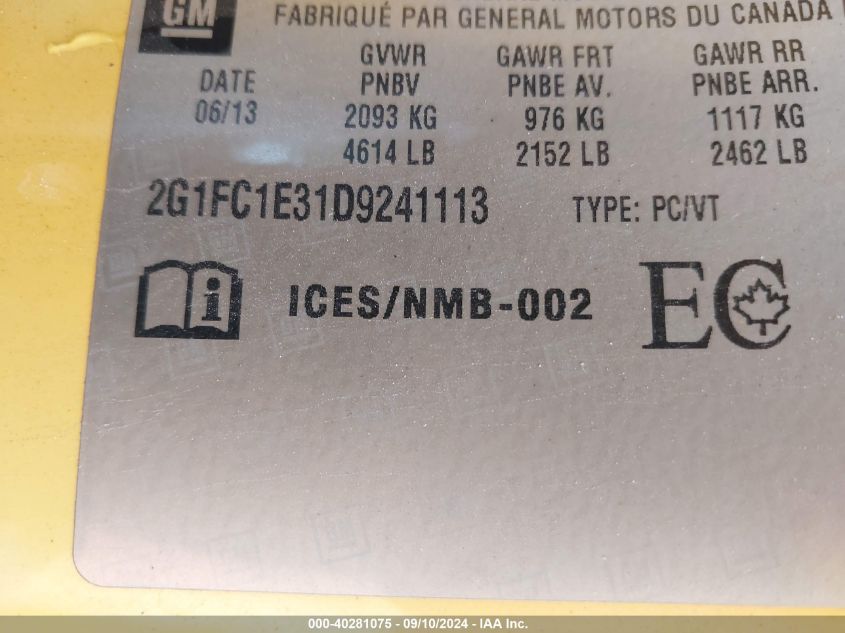 GM
FABRIQUÉ PAR GENERAL MOTORS DU CANADA
GVWR GAWR FRT GAWR RR
DATE PNBV PNBE AV. PNBE ARR.
06/13 2093 KG 976 KG 1117 KG
4614 LB 2152 LB 2462 LB
2G1FC1E31D9241113 TYPE: PC/VT
i ICES/NMB-002 EC
000-40281075 - 09/10/2024 - IAA Inc.